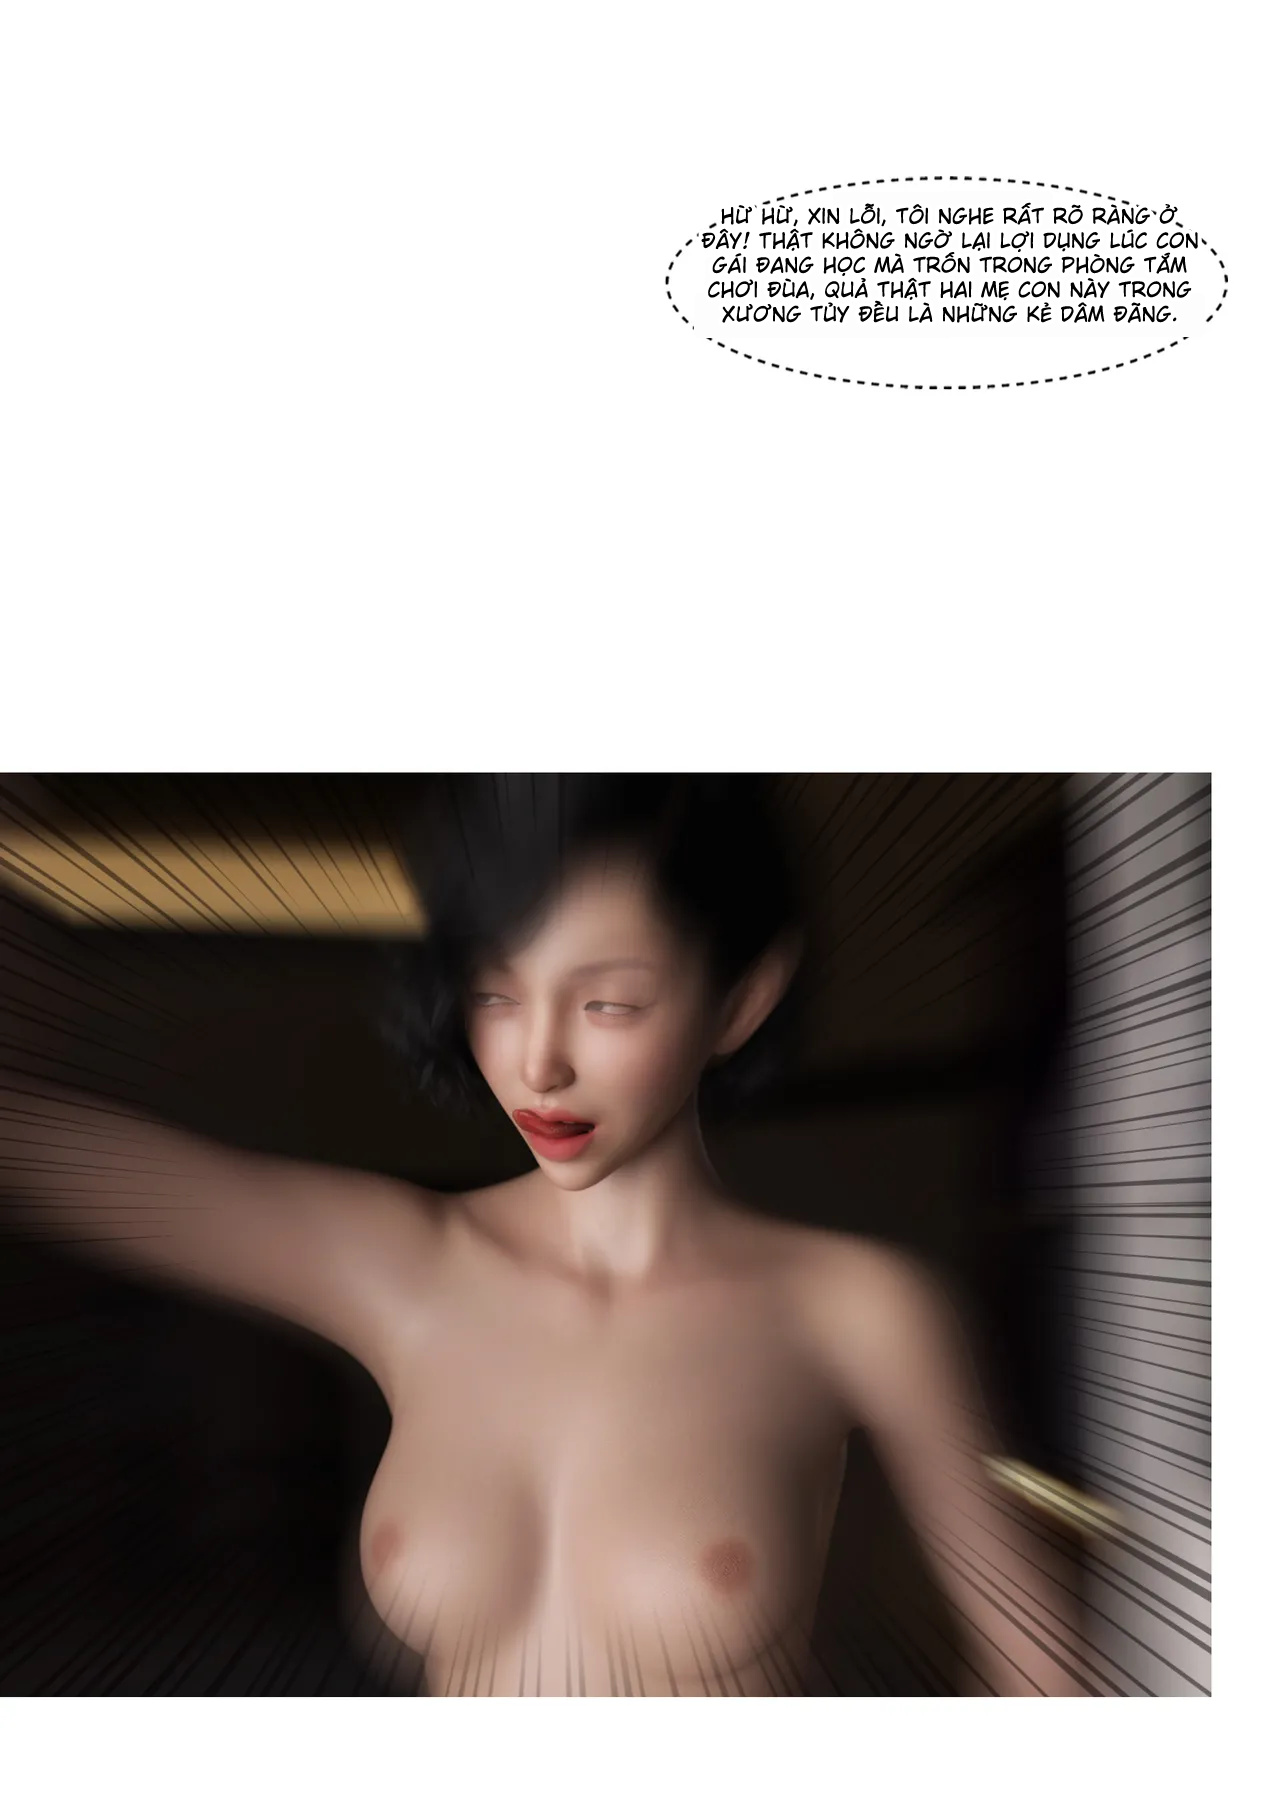 HỪ HỪ, XIN LỖI, TÔI NGHE RẤT RÕ RÀNG Ở
ĐÂY! THẬT KHÔNG NGỜ LẠI LỢI DỤNG LÚC CON
GÁI ĐANG HỌC MÀ TRỐN TRONG PHÒNG TẮM
CHƠI ĐÙA, QUẢ THẬT HAI MẸ CON NÀY TRONG
XƯƠNG TỦY ĐỀU LÀ NHỮNG KẺ DÂM ĐÃNG.